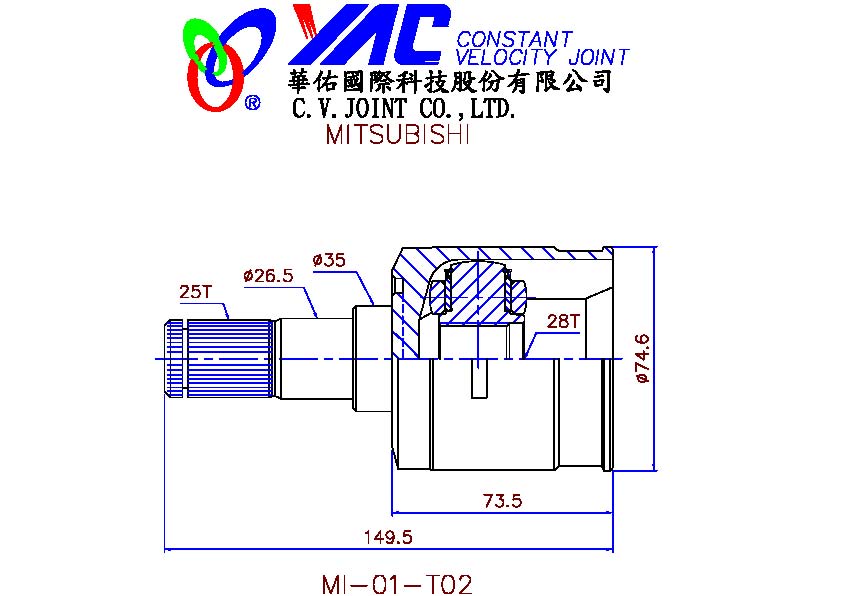 YAC CONSTANT
VELOCITY JOINT
®
華佑國際科技股份有限公司
C.V.JOINT CO.,LTD.
MITSUBISHI
ø35
ø26.5
25T
28T
ø74.6
73.5
149.5
MI-01-T02